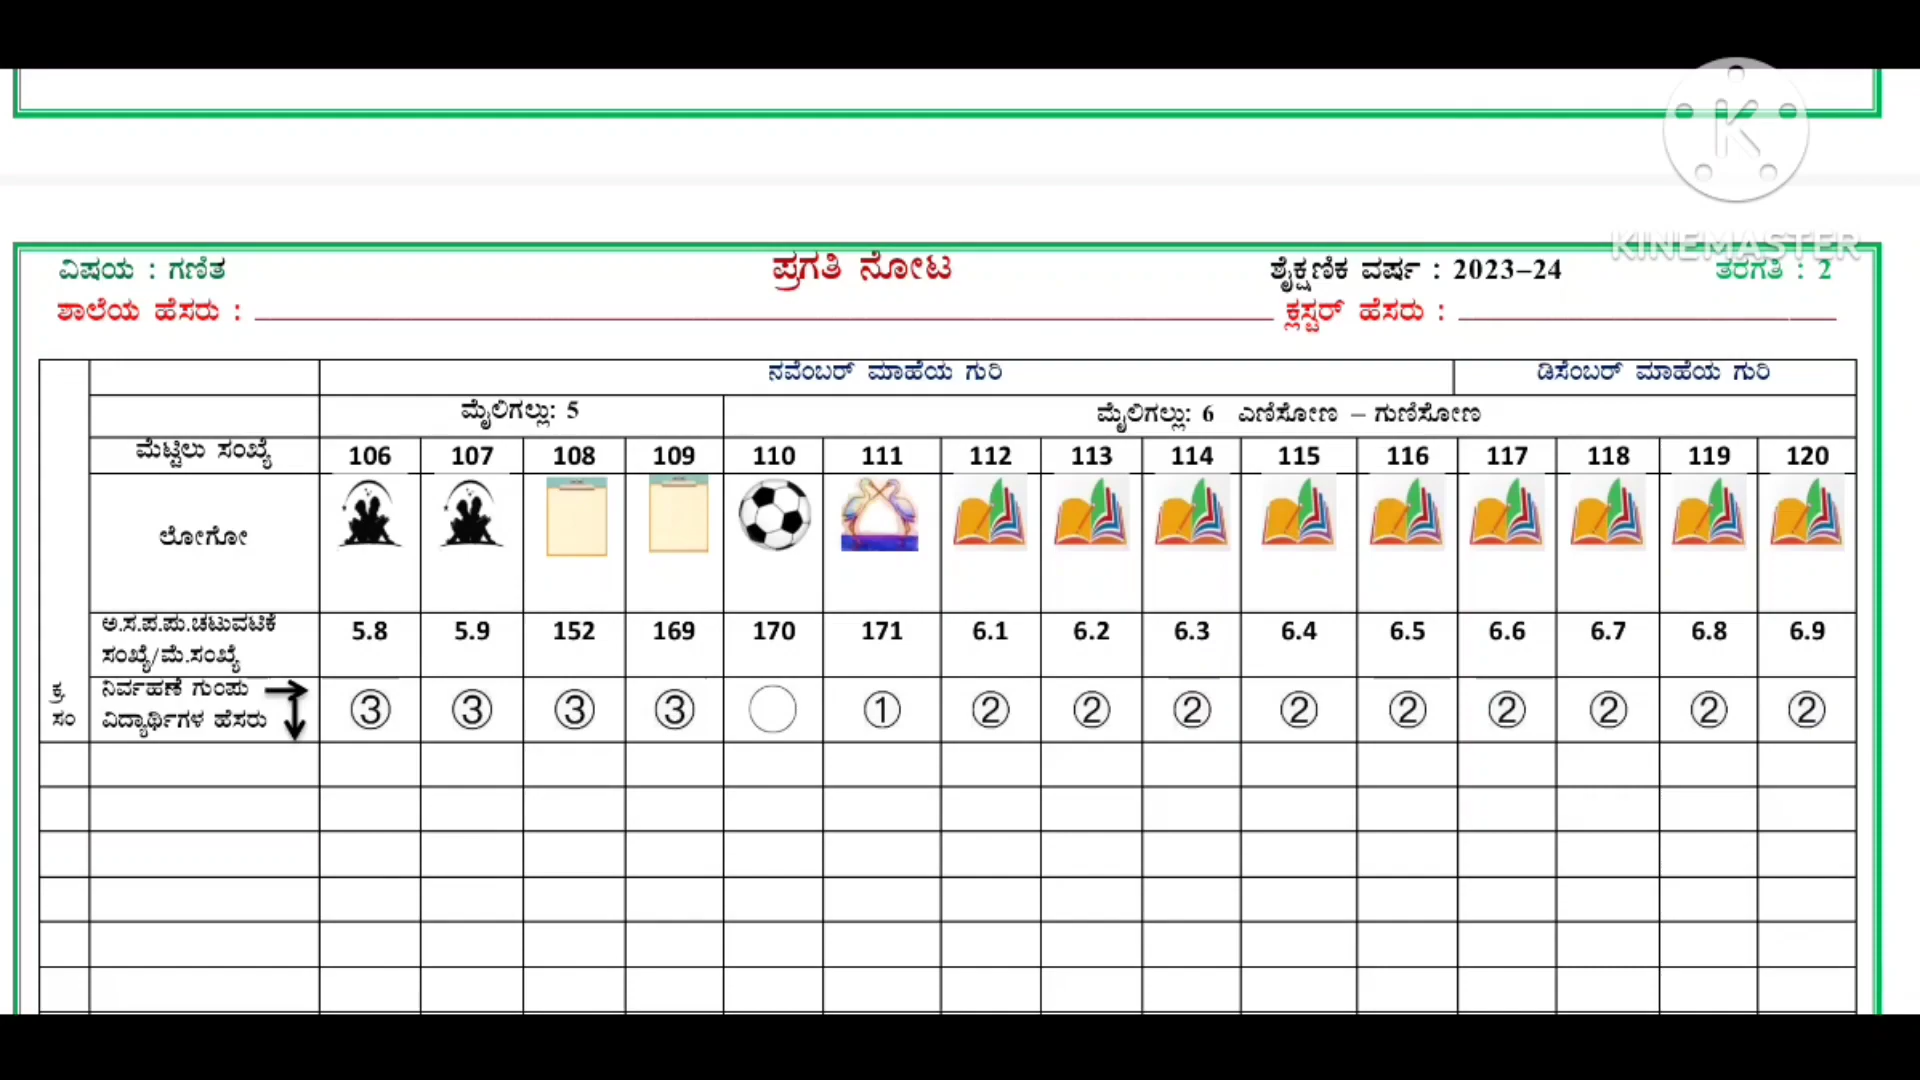 KINEMASTER
ವಿಷಯ : ಗಣಿತ ಪ್ರಗತಿ ನೋಟ ಶೈಕ್ಷಣಿಕ ವರ್ಷ : 2023–24 ತರಗತಿ : 2
ಶಾಲೆಯ ಹೆಸರು : ಕ್ಲಸ್ಟರ್ ಹೆಸರು :
ನವೆಂಬರ್ ಮಾಹೆಯ ಗುರಿ ಡಿಸೆಂಬರ್ ಮಾಹೆಯ ಗುರಿ
ಮೈಲಿಗಲ್ಲು: 5 ಮೈಲಿಗಲ್ಲು: 6 ಎಣಿಸೋಣ – ಗುಣಿಸೋಣ
ಮೆಟ್ಟಿಲು ಸಂಖ್ಯೆ 106 107 108 109 110 111 112 113 114 115 116 117 118 119 120
ಲೋಗೋ
ಅ.ಸ.ಪ.ಪು.ಚಟುವಟಿಕೆ
ಸಂಖ್ಯೆ/ಮೆ.ಸಂಖ್ಯೆ 5.8 5.9 152 169 170 171 6.1 6.2 6.3 6.4 6.5 6.6 6.7 6.8 6.9
ಕ್ರ ನಿರ್ವಹಣೆ ಗುಂಪು → ③ ③ ③ ③ ① ② ② ② ② ② ② ② ② ②
ಸಂ ವಿದ್ಯಾರ್ಥಿಗಳ ಹೆಸರು ↓